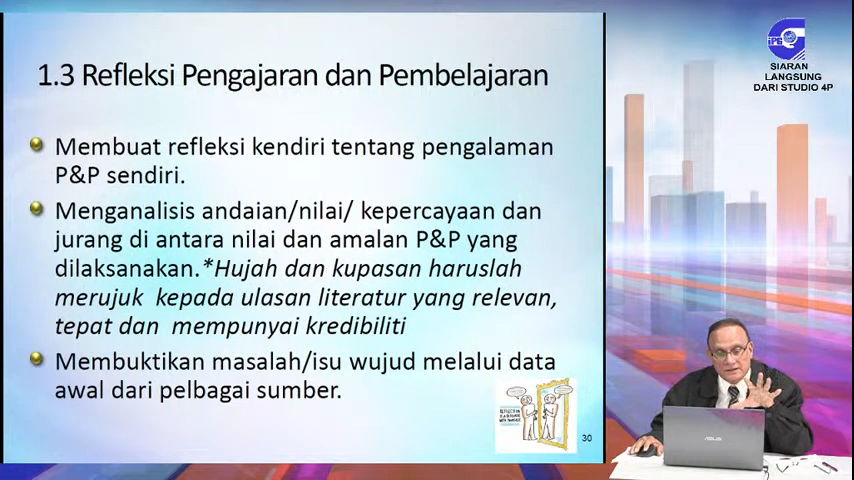 1.3 Refleksi Pengajaran dan Pembelajaran
Membuat refleksi kendiri tentang pengalaman
P&P sendiri.
Menganalisis andaian/nilai/ kepercayaan dan
jurang di antara nilai dan amalan P&P yang
dilaksanakan.*Hujah dan kupasan haruslah
merujuk kepada ulasan literatur yang relevan,
tepat dan mempunyai kredibiliti
Membuktikan masalah/isu wujud melalui data
awal dari pelbagai sumber.
30
iPG
SIARAN
LANGSUNG
DARI STUDIO 4P
ASUS